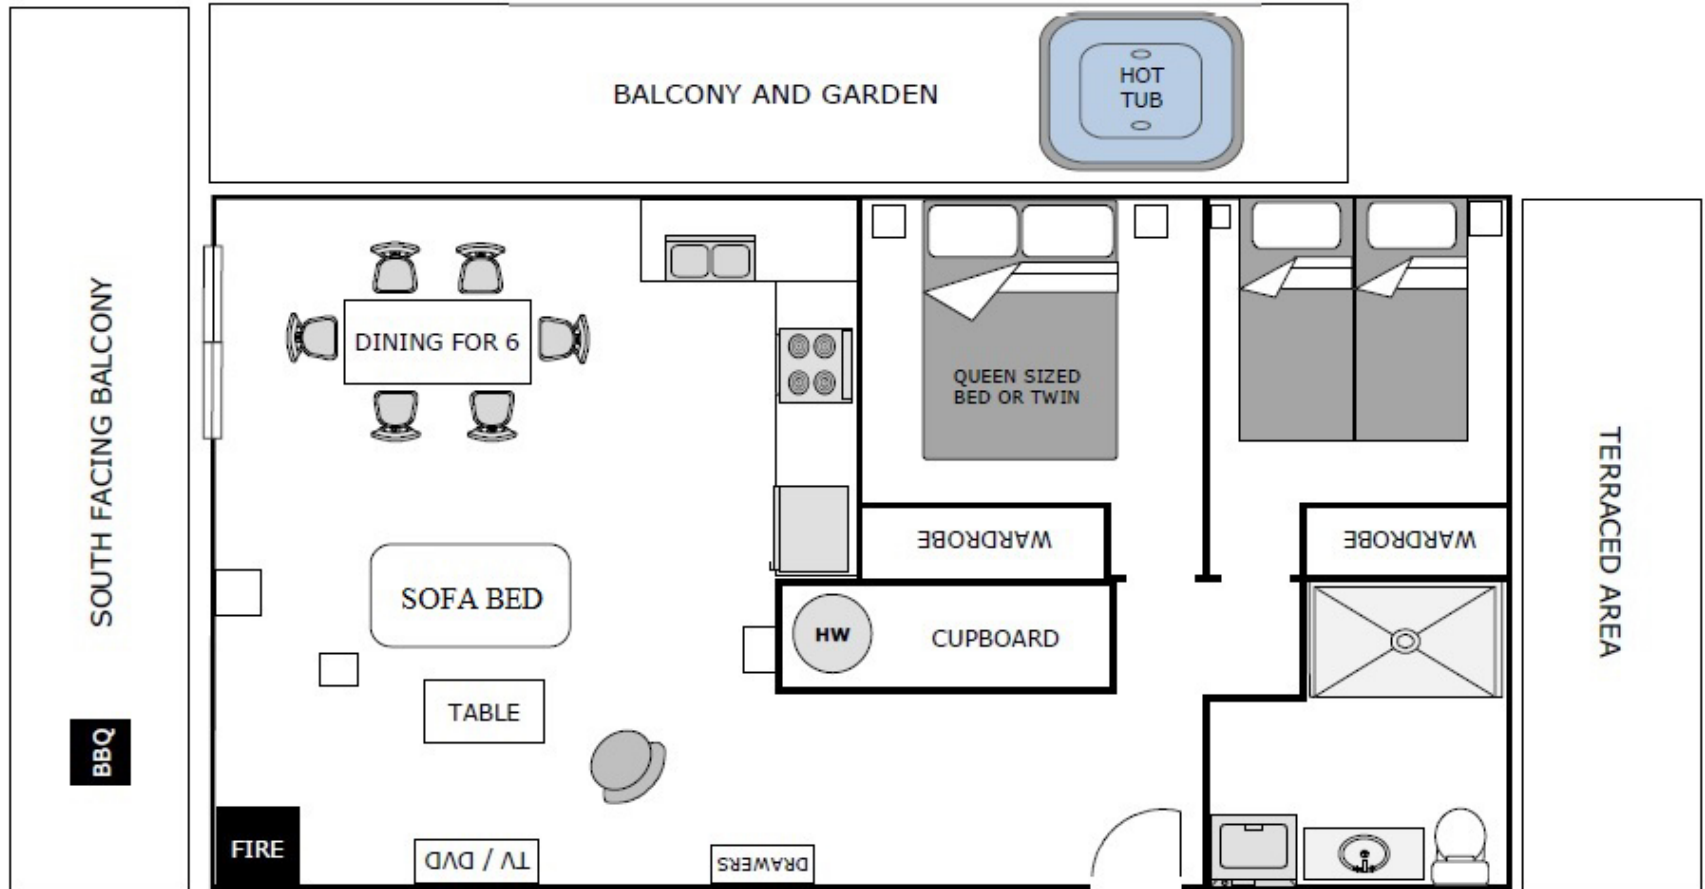 BALCONY AND GARDEN
HOT
TUB
SOUTH FACING BALCONY
DINING FOR 6
QUEEN SIZED
BED OR TWIN
WARDROBE
WARDROBE
TERRACED AREA
SOFA BED
HW
CUPBOARD
TABLE
BBQ
FIRE
TV / DVD
DRAWERS